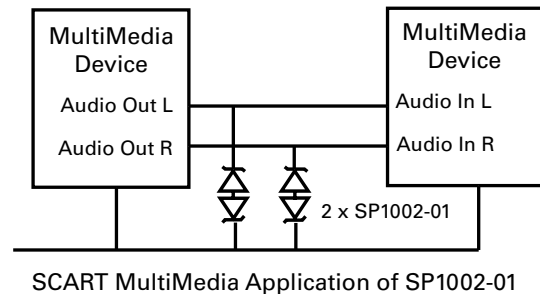 MultiMedia
Device
Audio Out L
Audio Out R
MultiMedia
Device
Audio In L
Audio In R
2 x SP1002-01
SCART MultiMedia Application of SP1002-01